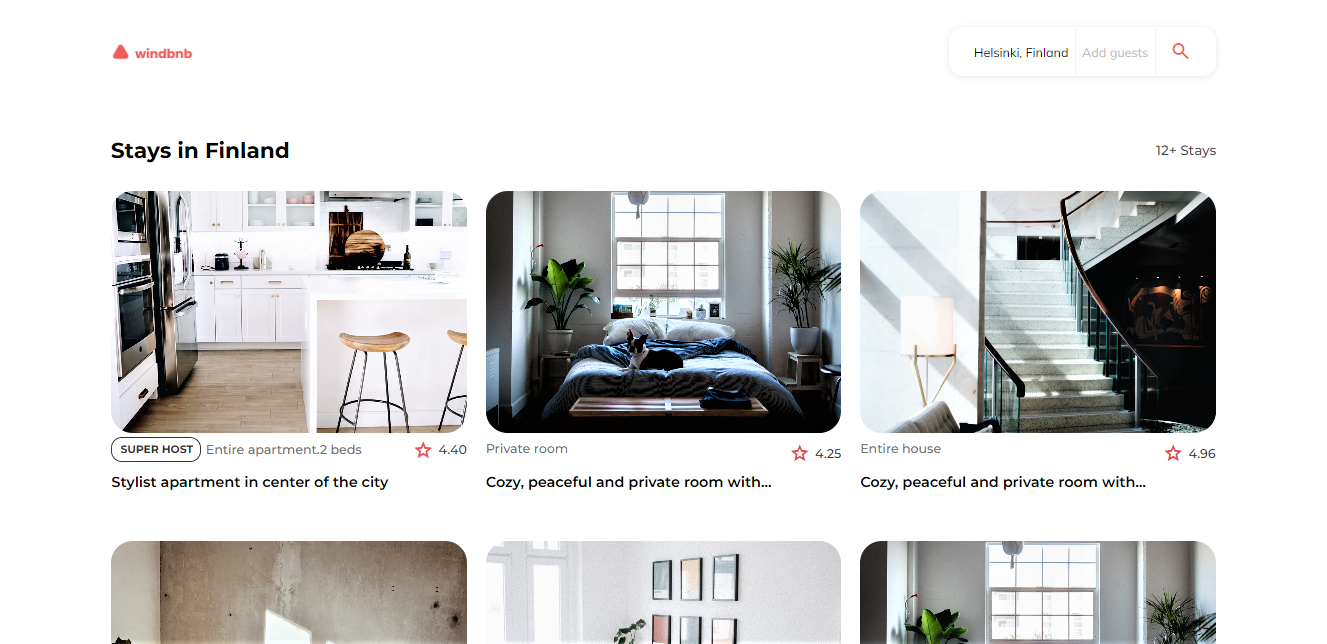 windbnb
Helsinki, Finland
Add guests
Stays in Finland
12+ Stays
SUPER HOST
Entire apartment.2 beds
4.40
Stylist apartment in center of the city
Private room
4.25
Cozy, peaceful and private room with...
Entire house
4.96
Cozy, peaceful and private room with...